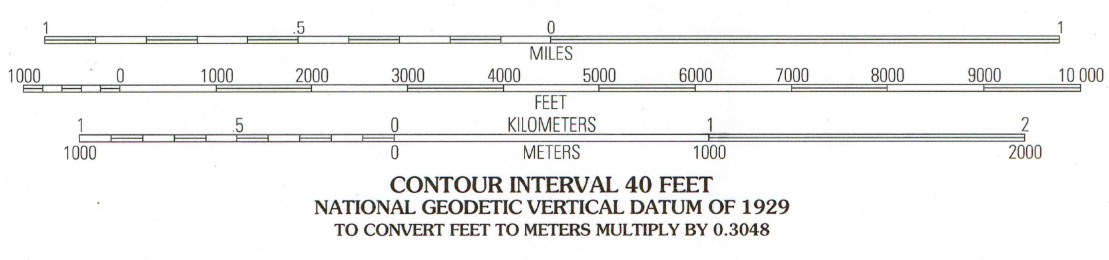 1 .5 0 1
MILES
1000 0 1000 2000 3000 4000 5000 6000 7000 8000 9000 10 000
FEET
1 .5 0 KILOMETERS 1 2
1000 0 METERS 1000 2000
CONTOUR INTERVAL 40 FEET
NATIONAL GEODETIC VERTICAL DATUM OF 1929
TO CONVERT FEET TO METERS MULTIPLY BY 0.3048